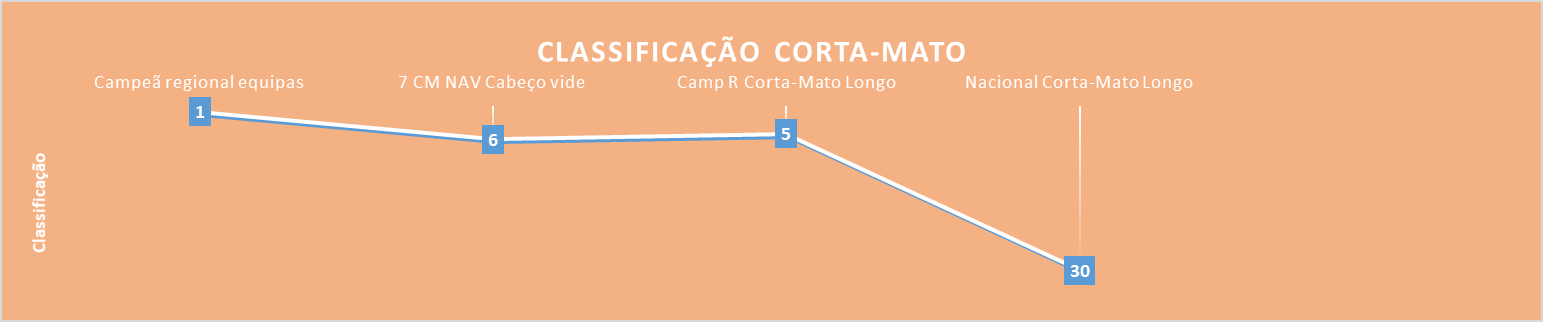 CLASSIFICAÇÃO CORTA-MATO
Campeã regional equipas
7 CM NAV Cabeço vide
Camp R Corta-Mato Longo
Nacional Corta-Mato Longo
1
6
5
30
Classificação